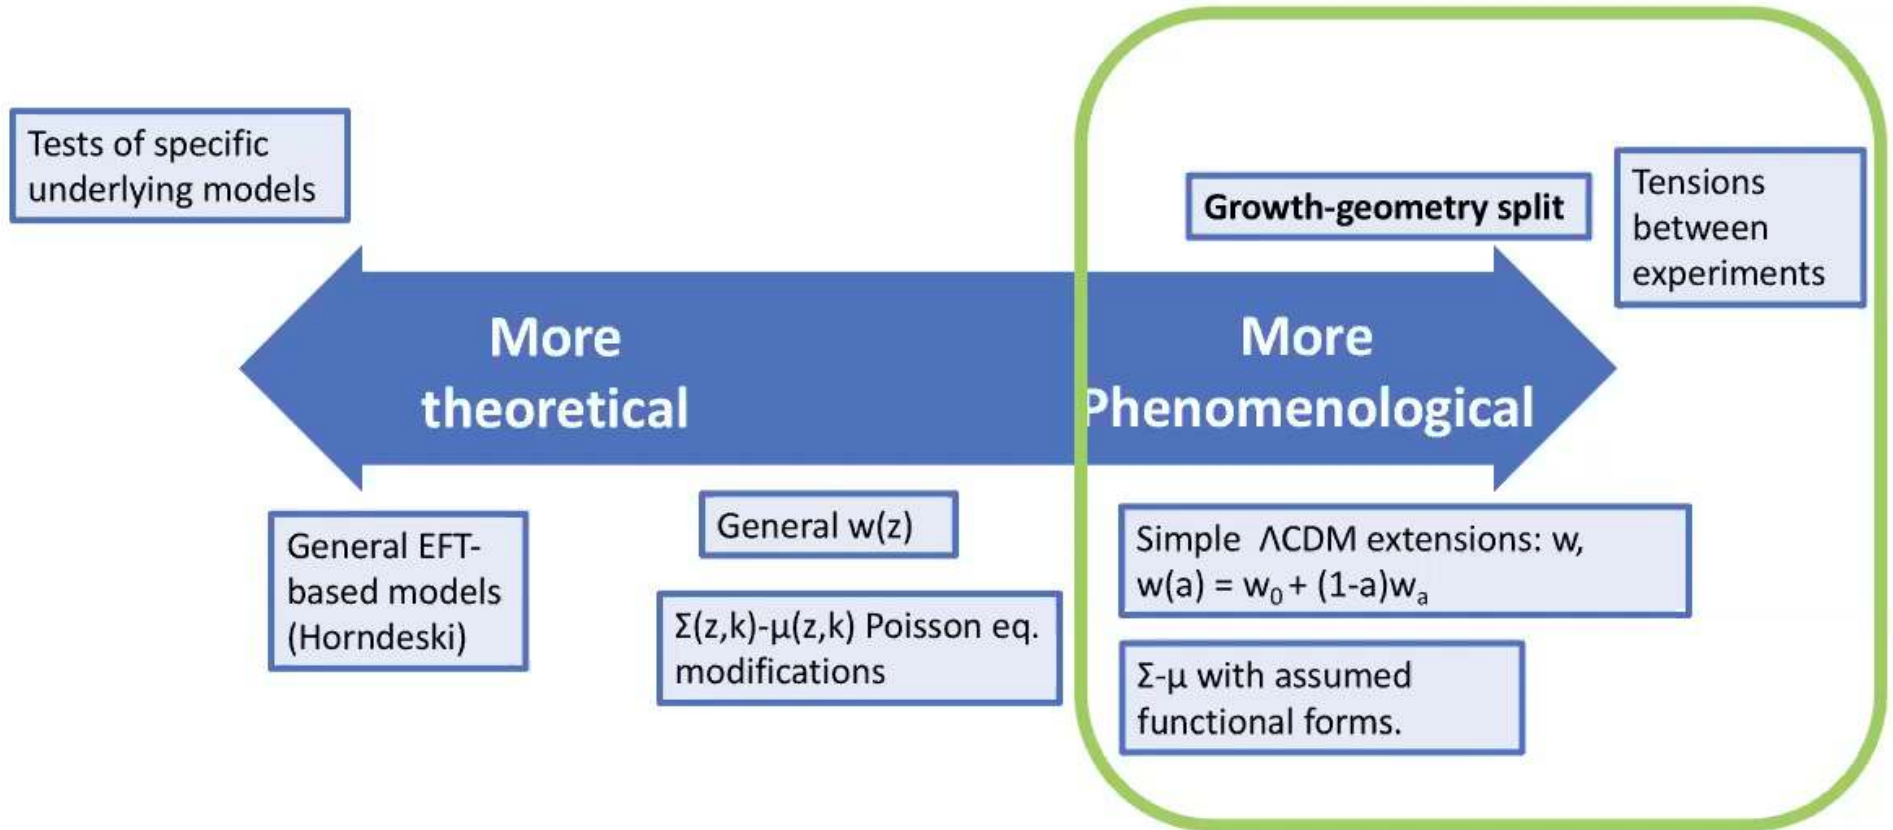 Tests of specific
underlying models
Growth-geometry split
Tensions
between
experiments
More
theoretical
More
Phenomenological
General EFT-
based models
(Horndeski)
General w(z)
Σ(z,k)-μ(z,k) Poisson eq.
modifications
Simple ΛCDM extensions: w,
w(a) = w₀ + (1-a)wₐ
Σ-μ with assumed
functional forms.